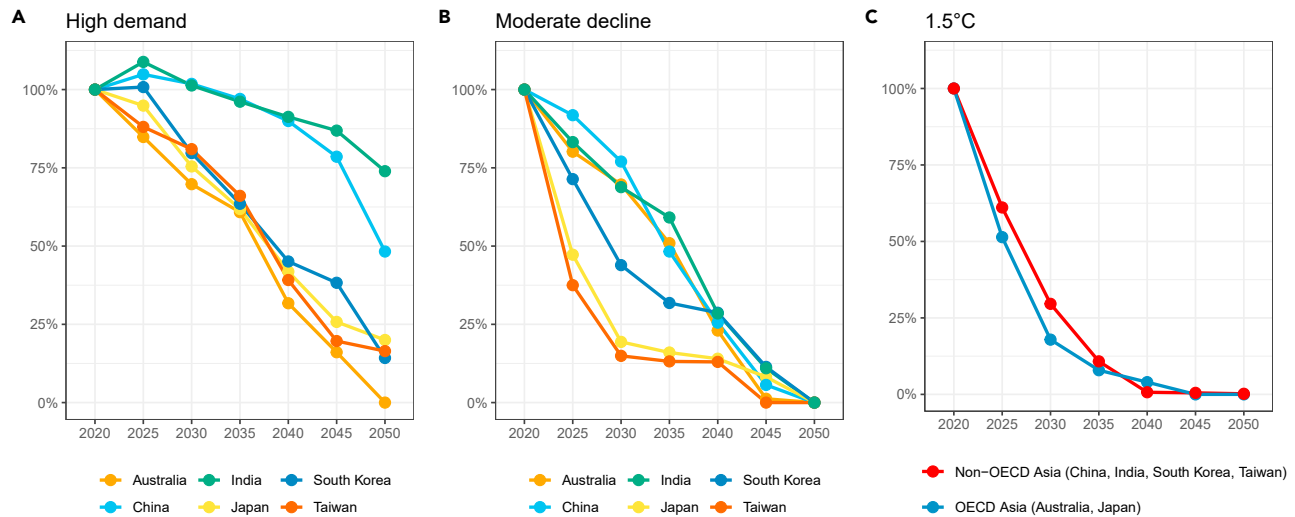 A High demand
100%
75%
50%
25%
0%
2020 2025 2030 2035 2040 2045 2050
Australia India South Korea
China Japan Taiwan
B Moderate decline
100%
75%
50%
25%
0%
2020 2025 2030 2035 2040 2045 2050
Australia India South Korea
China Japan Taiwan
C 1.5°C
100%
75%
50%
25%
0%
2020 2025 2030 2035 2040 2045 2050
Non−OECD Asia (China, India, South Korea, Taiwan)
OECD Asia (Australia, Japan)